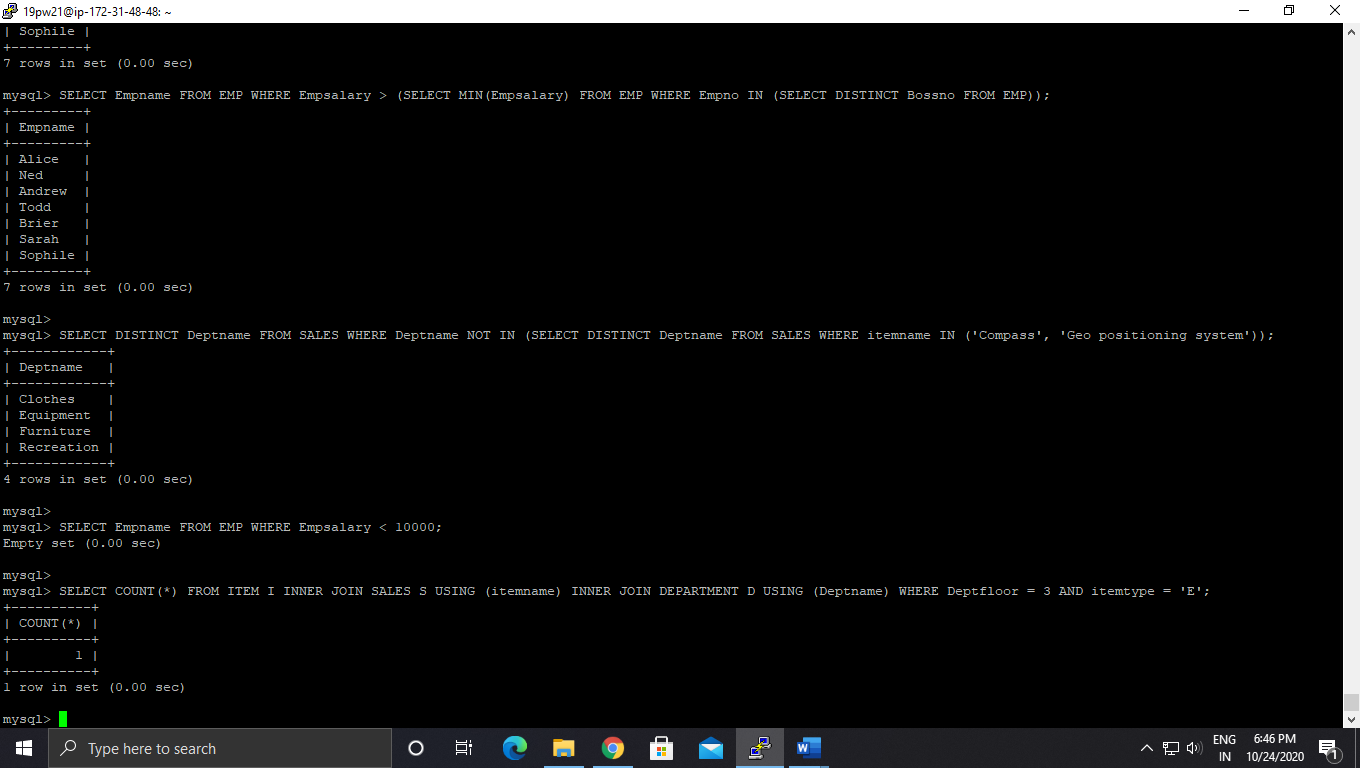 19pw21@ip-172-31-48-48: ~
| Sophile |
+---------+
7 rows in set (0.00 sec)
mysql> SELECT Empname FROM EMP WHERE Empsalary > (SELECT MIN(Empsalary) FROM EMP WHERE Empno IN (SELECT DISTINCT Bossno FROM EMP));
+---------+
| Empname |
+---------+
| Alice   |
| Ned     |
| Andrew  |
| Todd    |
| Brier   |
| Sarah   |
| Sophile |
+---------+
7 rows in set (0.00 sec)
mysql>
mysql> SELECT DISTINCT Deptname FROM SALES WHERE Deptname NOT IN (SELECT DISTINCT Deptname FROM SALES WHERE itemname IN ('Compass', 'Geo positioning system'));
+------------+
| Deptname   |
+------------+
| Clothes    |
| Equipment  |
| Furniture  |
| Recreation |
+------------+
4 rows in set (0.00 sec)
mysql>
mysql> SELECT Empname FROM EMP WHERE Empsalary < 10000;
Empty set (0.00 sec)
mysql>
mysql> SELECT COUNT(*) FROM ITEM I INNER JOIN SALES S USING (itemname) INNER JOIN DEPARTMENT D USING (Deptname) WHERE Deptfloor = 3 AND itemtype = 'E';
+----------+
| COUNT(*) |
+----------+
|        1 |
+----------+
1 row in set (0.00 sec)
mysql>
Type here to search
ENG
IN
6:46 PM
10/24/2020
1